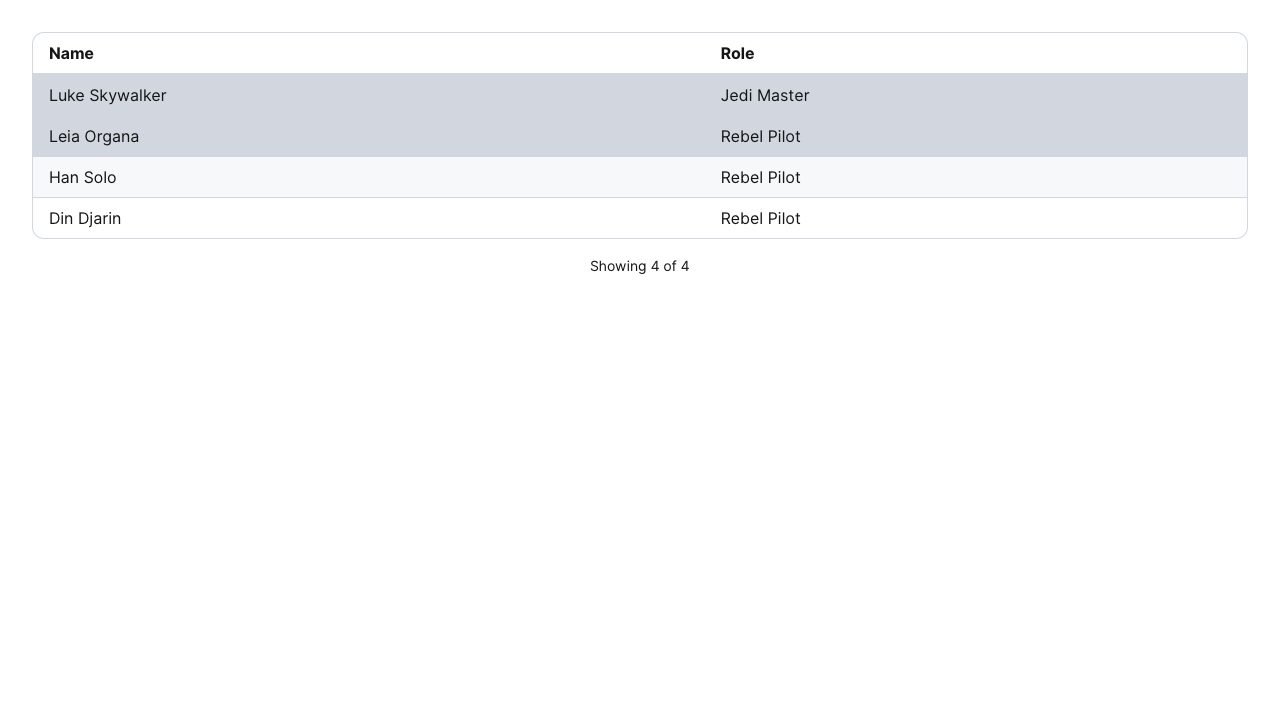 Name Role
Luke Skywalker Jedi Master
Leia Organa Rebel Pilot
Han Solo Rebel Pilot
Din Djarin Rebel Pilot
Showing 4 of 4